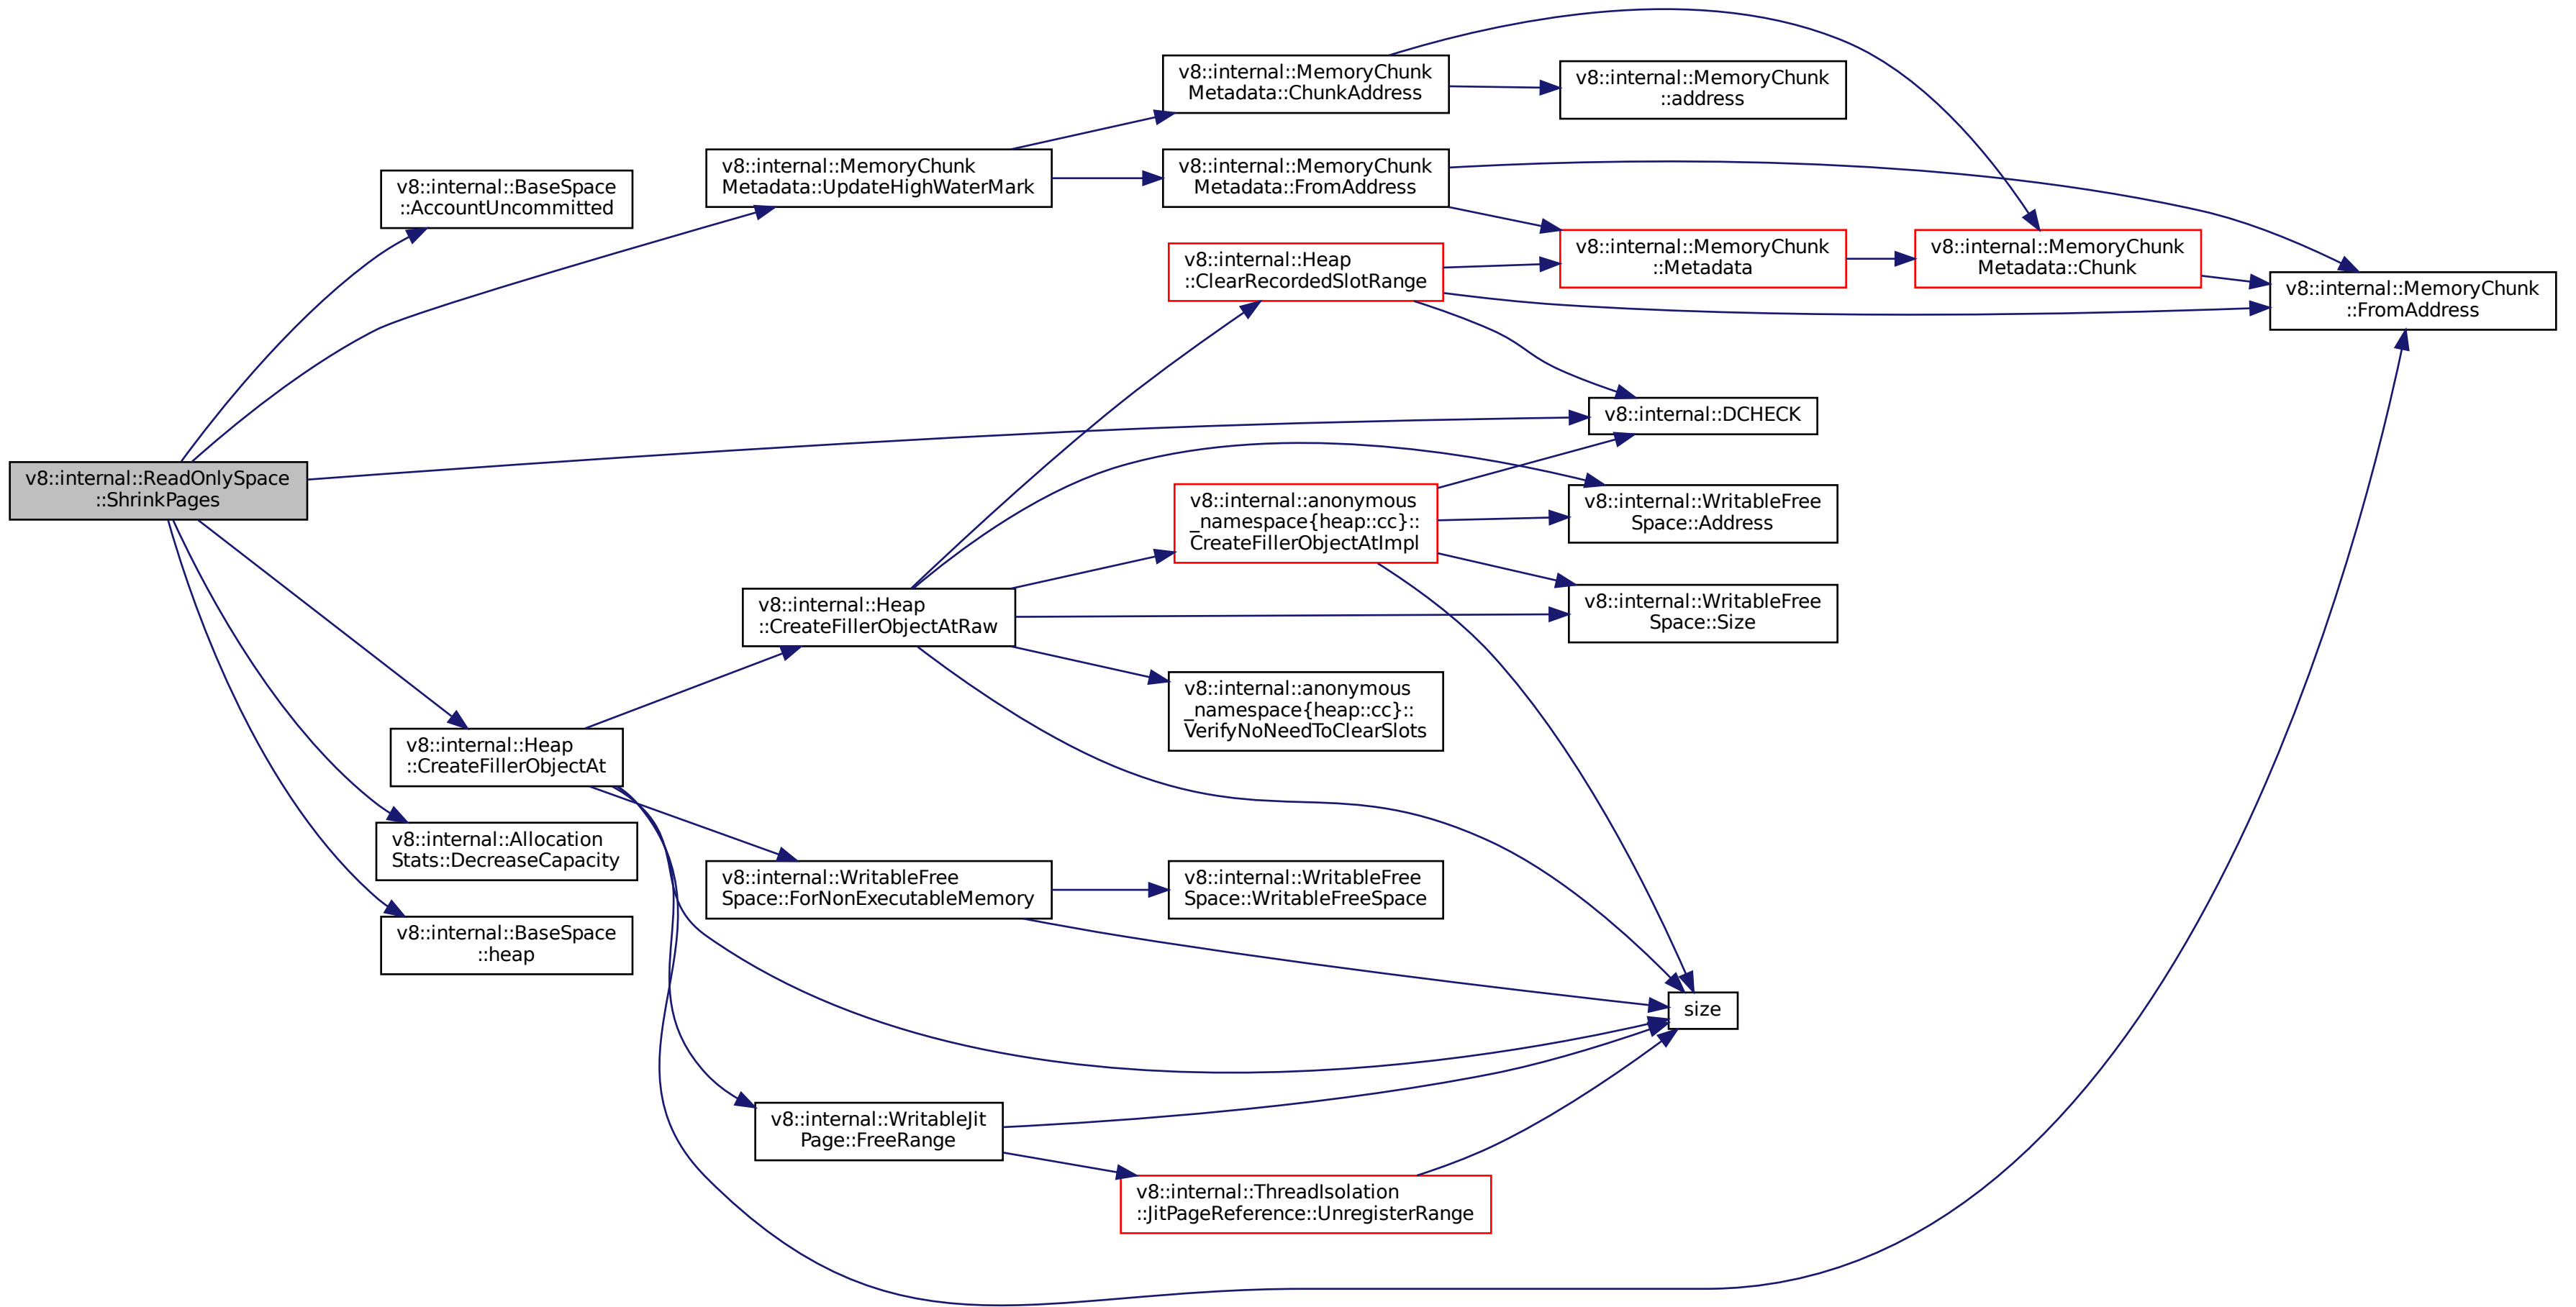 v8::internal::ReadOnlySpace
::ShrinkPages
v8::internal::BaseSpace
::AccountUncommitted
v8::internal::MemoryChunk
Metadata::UpdateHighWaterMark
v8::internal::MemoryChunk
Metadata::ChunkAddress
v8::internal::MemoryChunk
::address
v8::internal::MemoryChunk
Metadata::FromAddress
v8::internal::Heap
::ClearRecordedSlotRange
v8::internal::MemoryChunk
::Metadata
v8::internal::MemoryChunk
Metadata::Chunk
v8::internal::MemoryChunk
::FromAddress
v8::internal::DCHECK
v8::internal::anonymous
_namespace{heap::cc}::
CreateFillerObjectAtImpl
v8::internal::WritableFree
Space::Address
v8::internal::Heap
::CreateFillerObjectAtRaw
v8::internal::WritableFree
Space::Size
v8::internal::anonymous
_namespace{heap::cc}::
VerifyNoNeedToClearSlots
v8::internal::Heap
::CreateFillerObjectAt
v8::internal::Allocation
Stats::DecreaseCapacity
v8::internal::WritableFree
Space::ForNonExecutableMemory
v8::internal::WritableFree
Space::WritableFreeSpace
v8::internal::BaseSpace
::heap
size
v8::internal::WritableJit
Page::FreeRange
v8::internal::ThreadIsolation
::JitPageReference::UnregisterRange